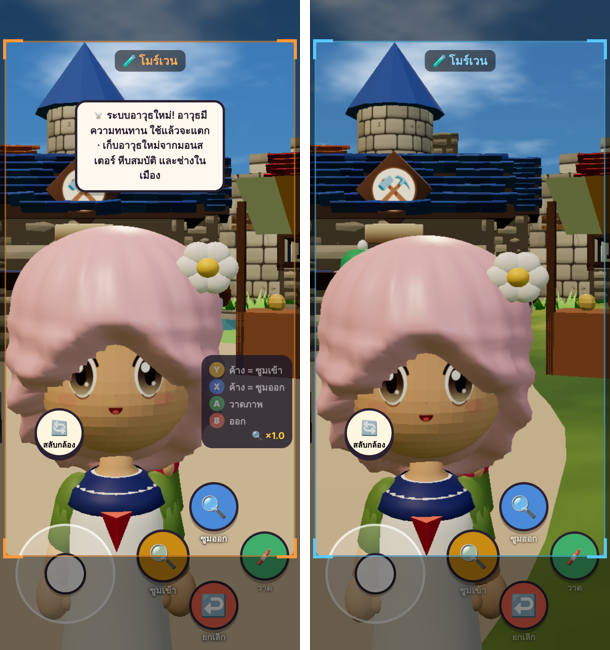 โมร์เวน
ระบบอาวุธใหม่! อาวุธมี
ความทนทาน ใช้แล้วจะแตก
· เก็บอาวุธใหม่จากมอนส
เตอร์ หีบสมบัติ และช่างใน
เมือง
Y ค้าง = ซูมเข้า
X ค้าง = ซูมออก
A วาดภาพ
B ออก
×1.0
สลับกล้อง
ซูมออก
ซูมเข้า
วาด
ยกเลิก
โมร์เวน
สลับกล้อง
ซูมออก
ซูมเข้า
วาด
ยกเลิก